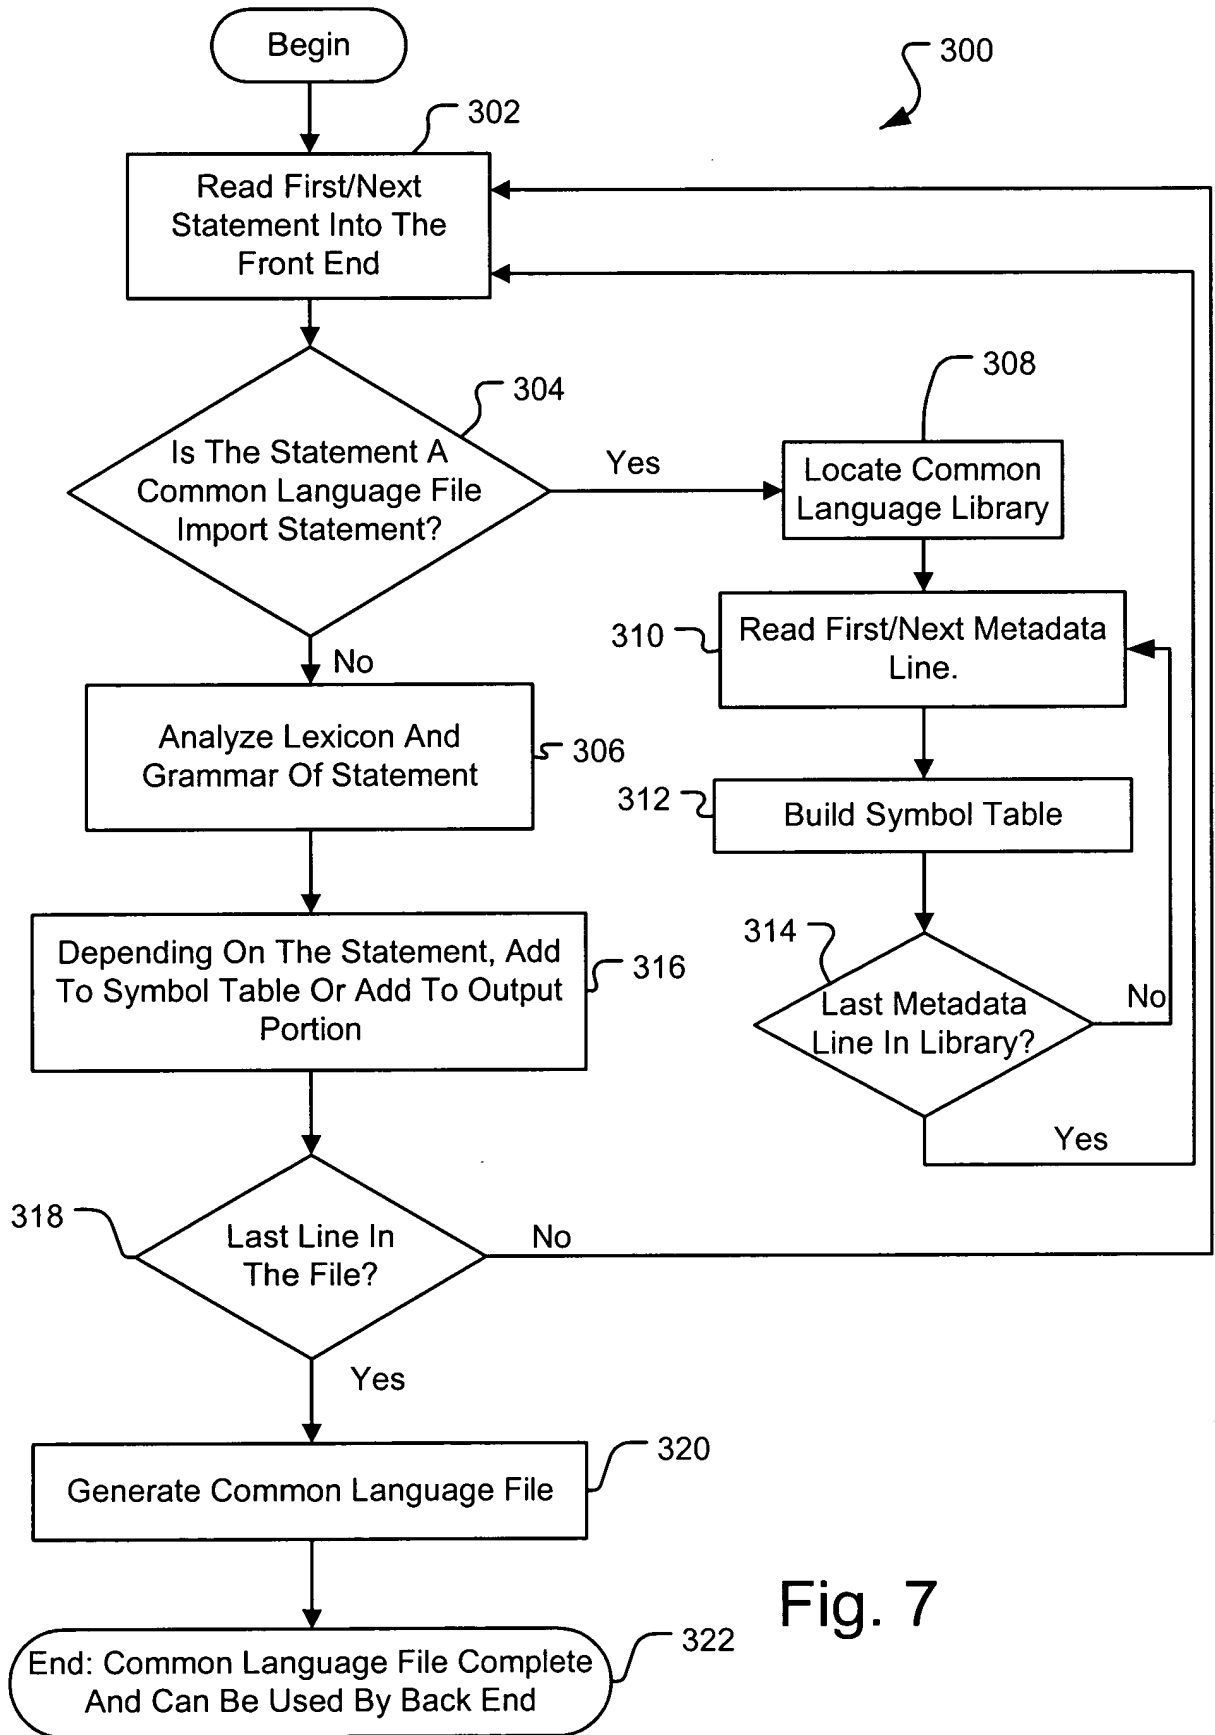 Begin
300
302
Read First/Next
Statement Into The
Front End
304
Is The Statement A
Common Language File
Import Statement?
Yes
308
Locate Common
Language Library
310
Read First/Next Metadata
Line.
No
Analyze Lexicon And
Grammar Of Statement
306
312
Build Symbol Table
314
Last Metadata
Line In Library?
No
Yes
Depending On The Statement, Add
To Symbol Table Or Add To Output
Portion
316
318
Last Line In
The File?
No
Yes
Generate Common Language File
320
End: Common Language File Complete
And Can Be Used By Back End
322
Fig. 7